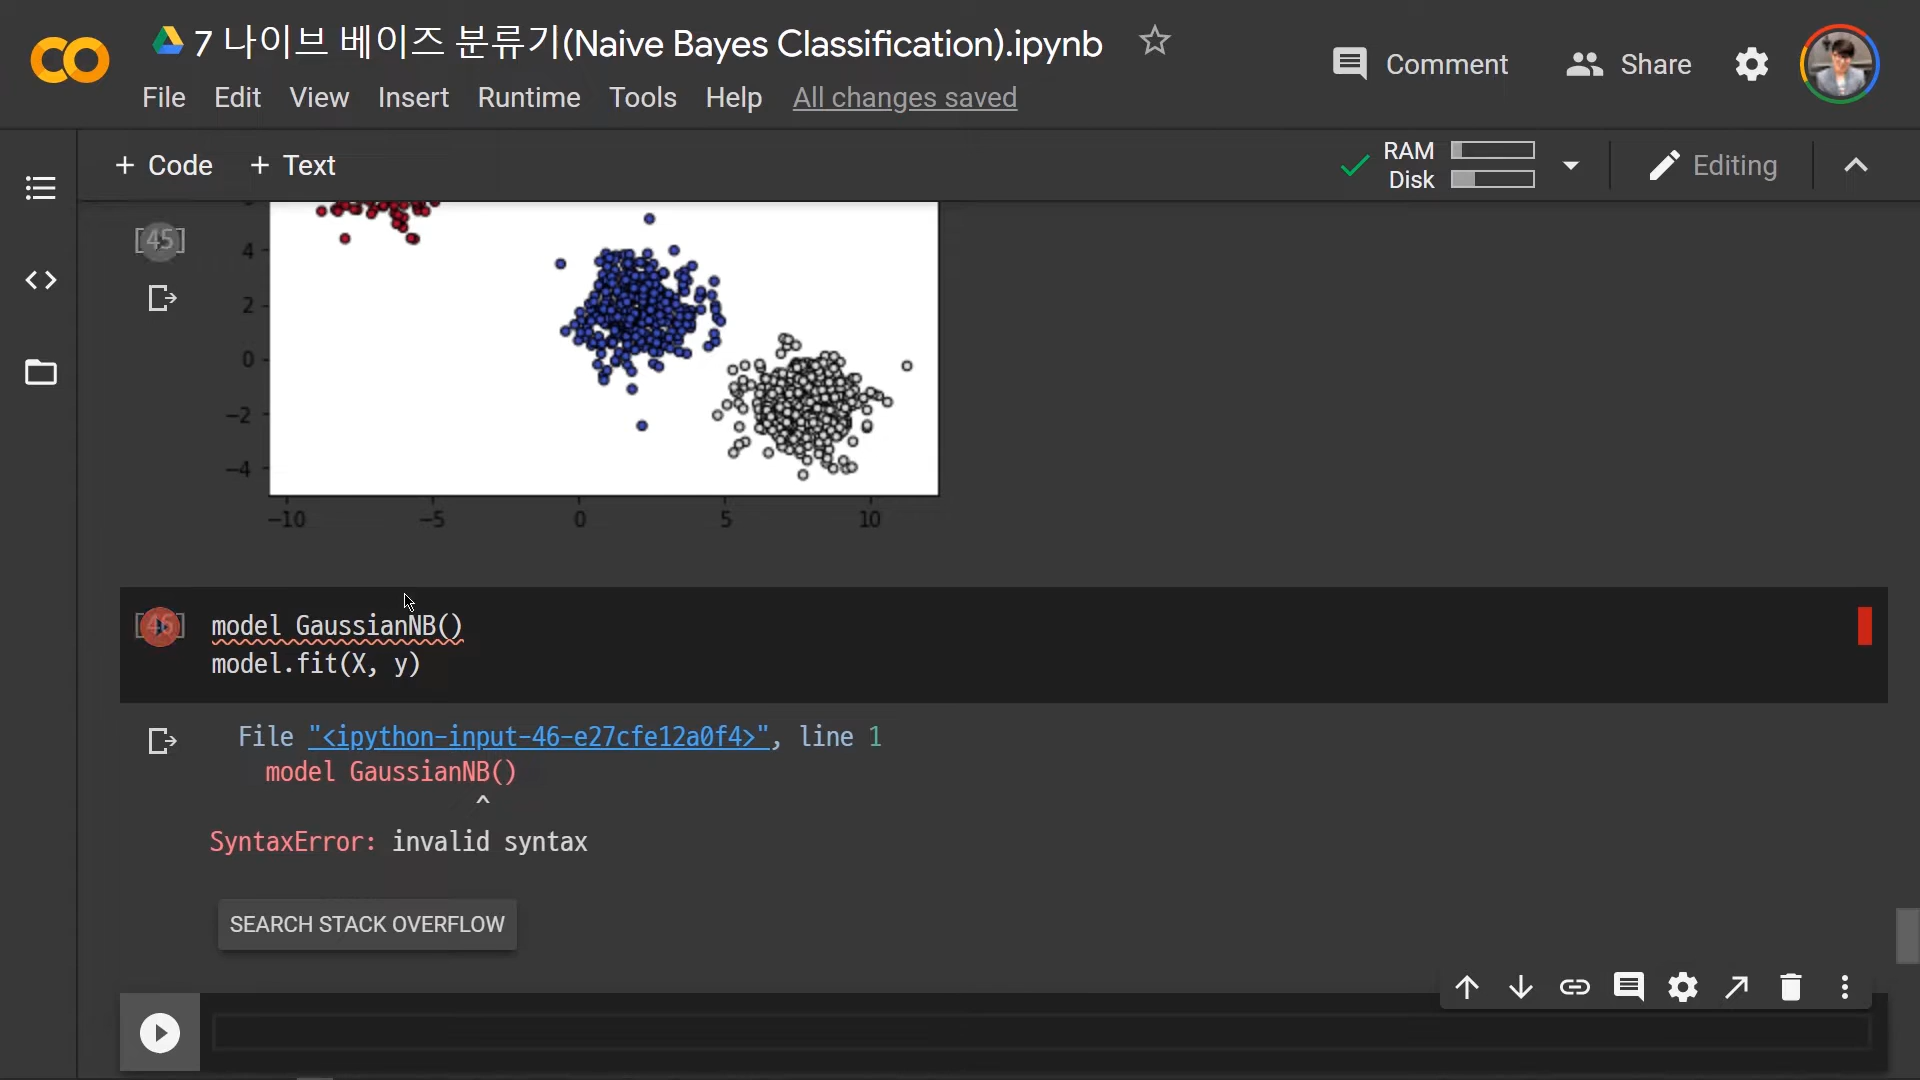 7 나이브 베이즈 분류기(Naive Bayes Classification).ipynb
Comment
Share
File Edit View Insert Runtime Tools Help All changes saved
+ Code + Text
RAM
Disk
Editing
[45]
4
2
0
−2
−4
−10 −5 0 5 10
[46]
model GaussianNB()
model.fit(X, y)
File "<ipython-input-46-e27cfe12a0f4>", line 1
model GaussianNB()
^
SyntaxError: invalid syntax
SEARCH STACK OVERFLOW